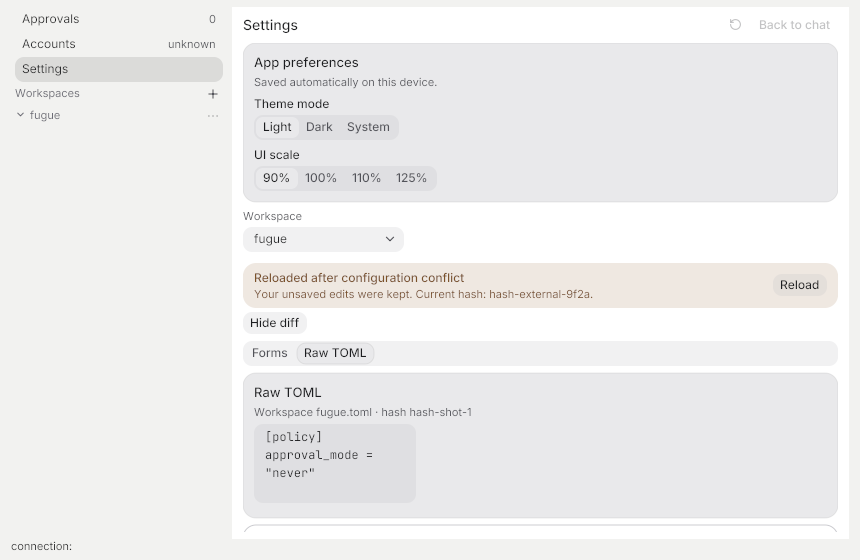 Approvals 0
Accounts unknown
Settings
Workspaces +
fugue ...
connection:
Settings
Back to chat
App preferences
Saved automatically on this device.
Theme mode
Light Dark System
UI scale
90% 100% 110% 125%
Workspace
fugue
Reloaded after configuration conflict
Your unsaved edits were kept. Current hash: hash-external-9f2a.
Reload
Hide diff
Forms Raw TOML
Raw TOML
Workspace fugue.toml · hash hash-shot-1
[policy]
approval_mode =
"never"